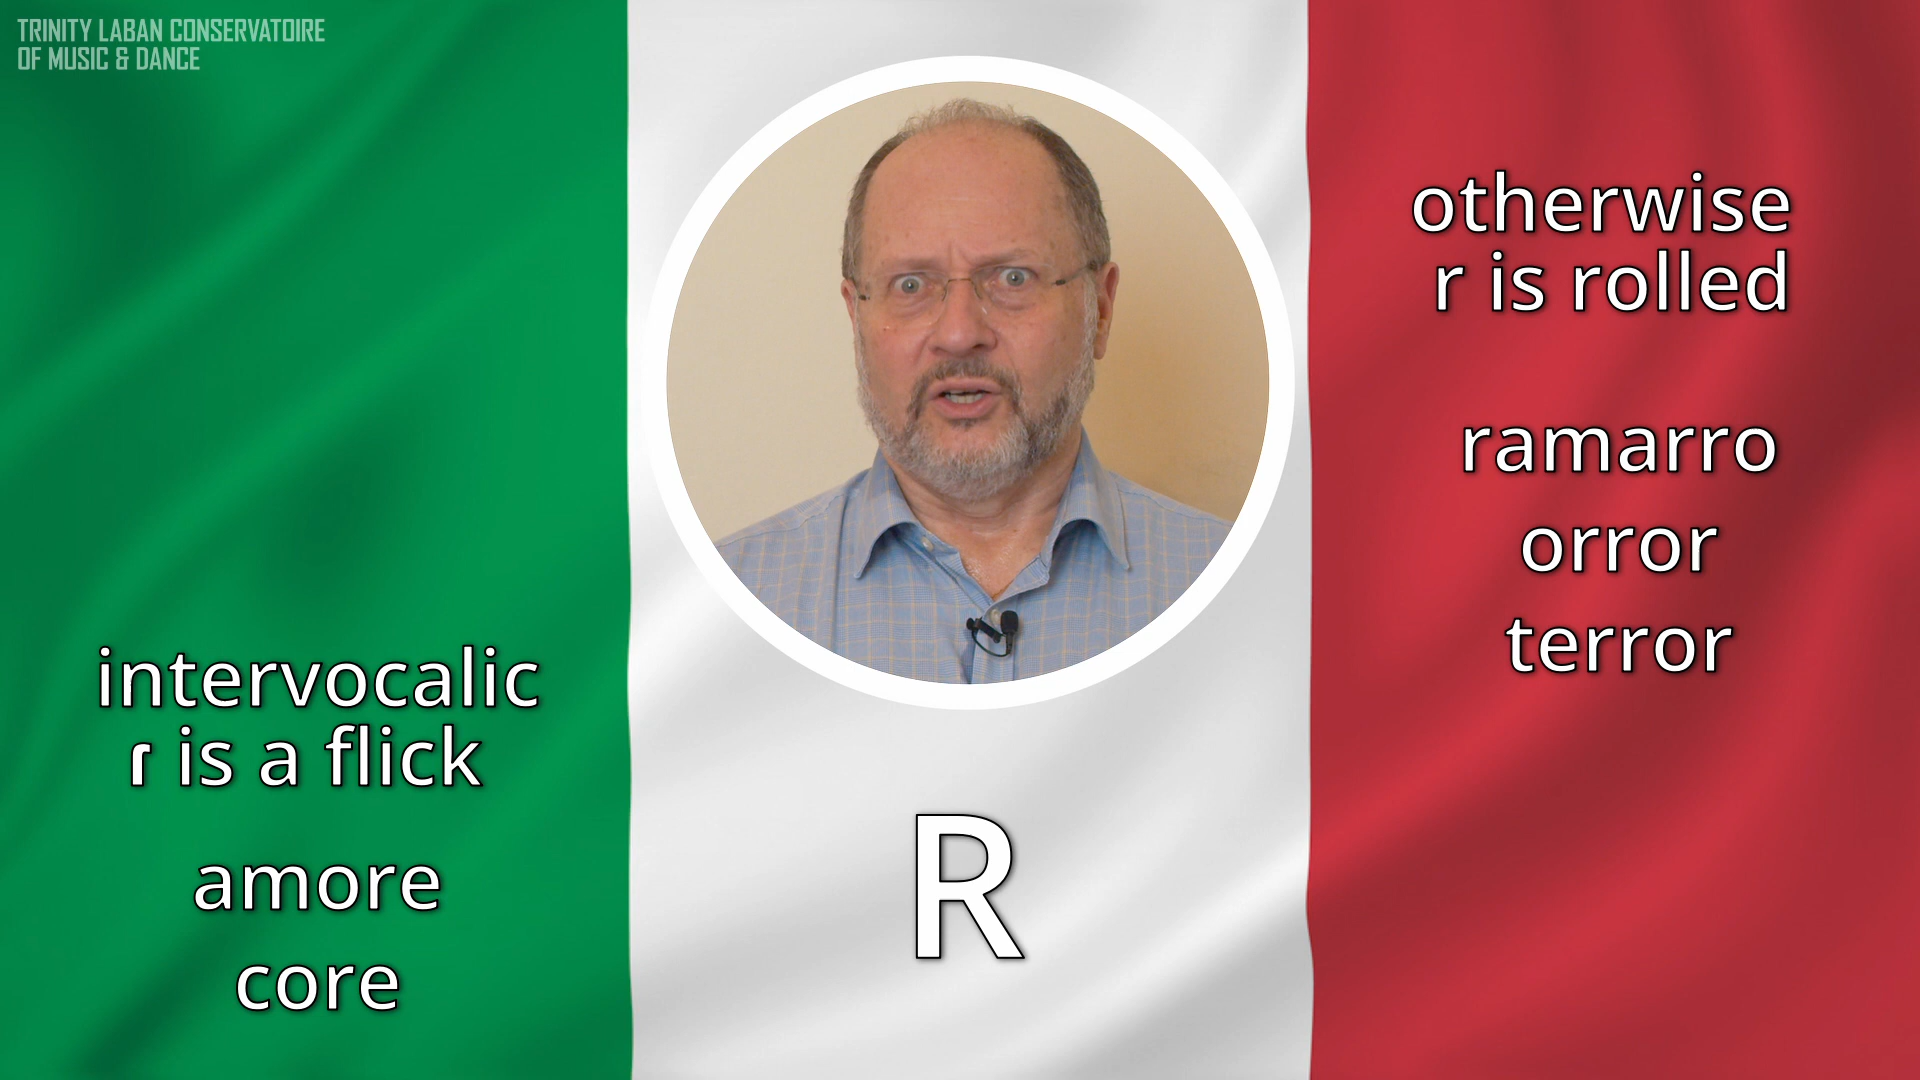 TRINITY LABAN CONSERVATOIRE
OF MUSIC & DANCE
intervocalic
ɾ is a flick
amore
core
R
otherwise
r is rolled
ramarro
orror
terror